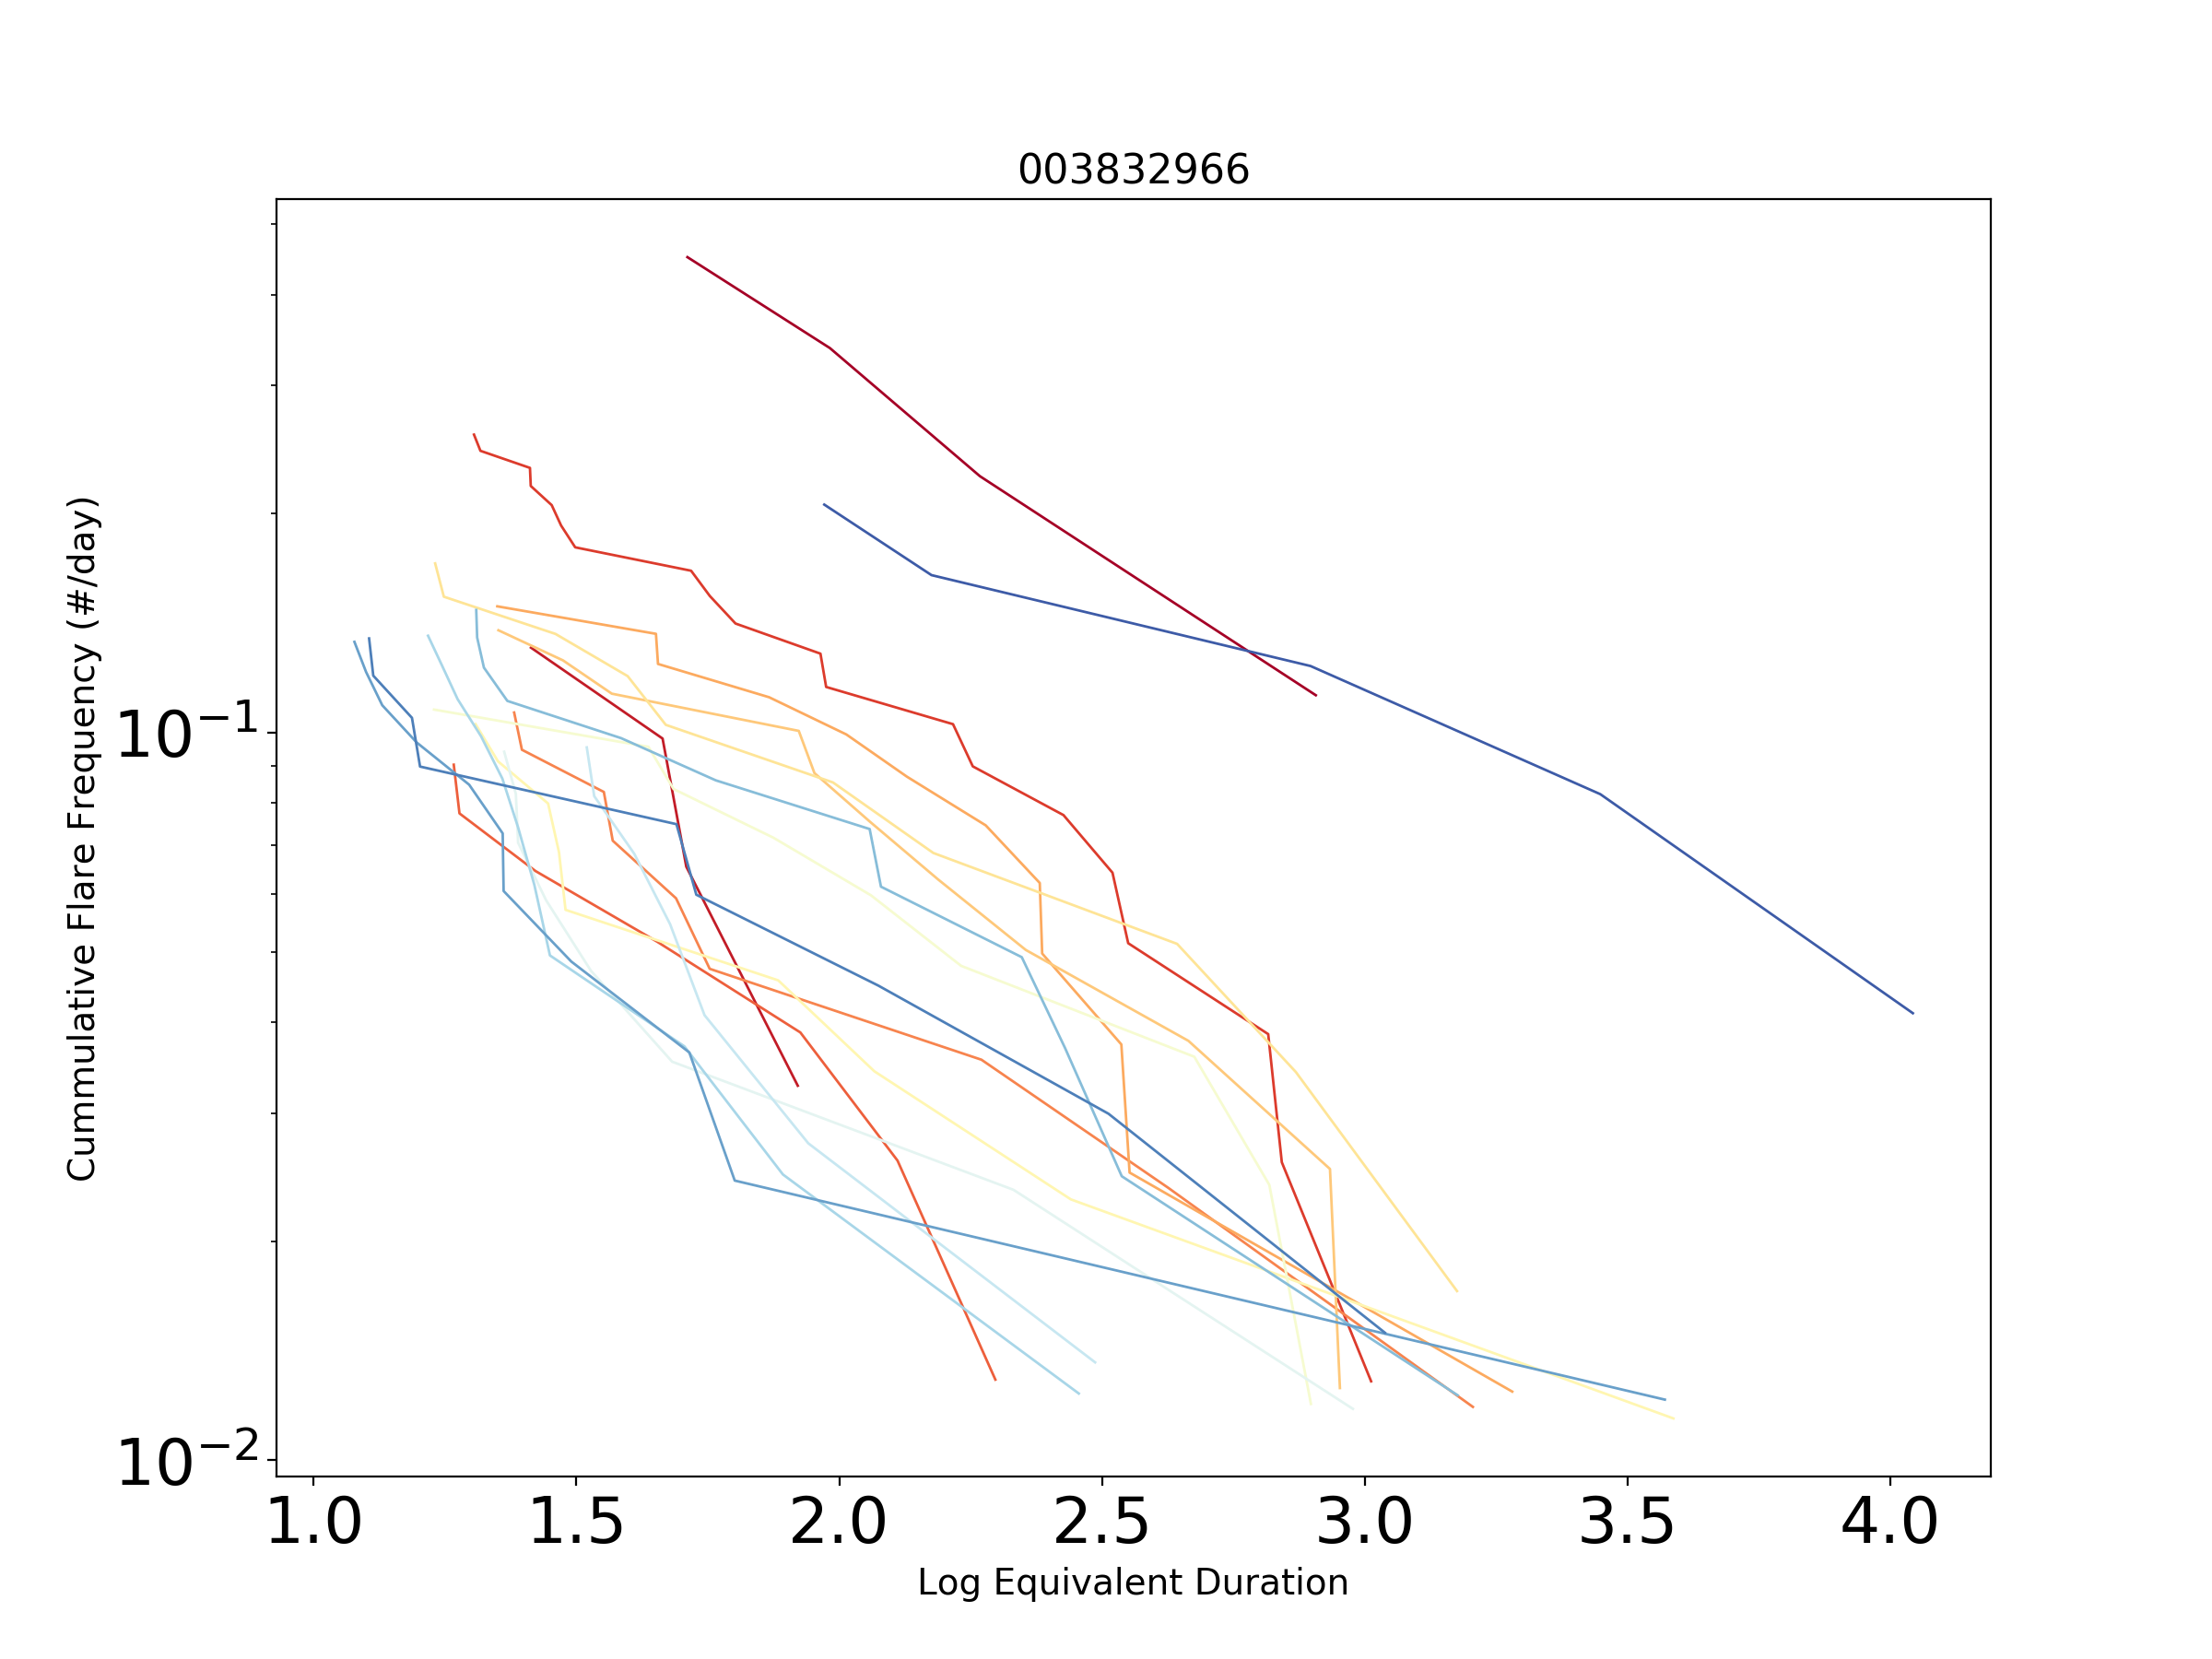 003832966
Cummulative Flare Frequency (#/day)
10⁻¹
10⁻²
1.0 1.5 2.0 2.5 3.0 3.5 4.0
Log Equivalent Duration